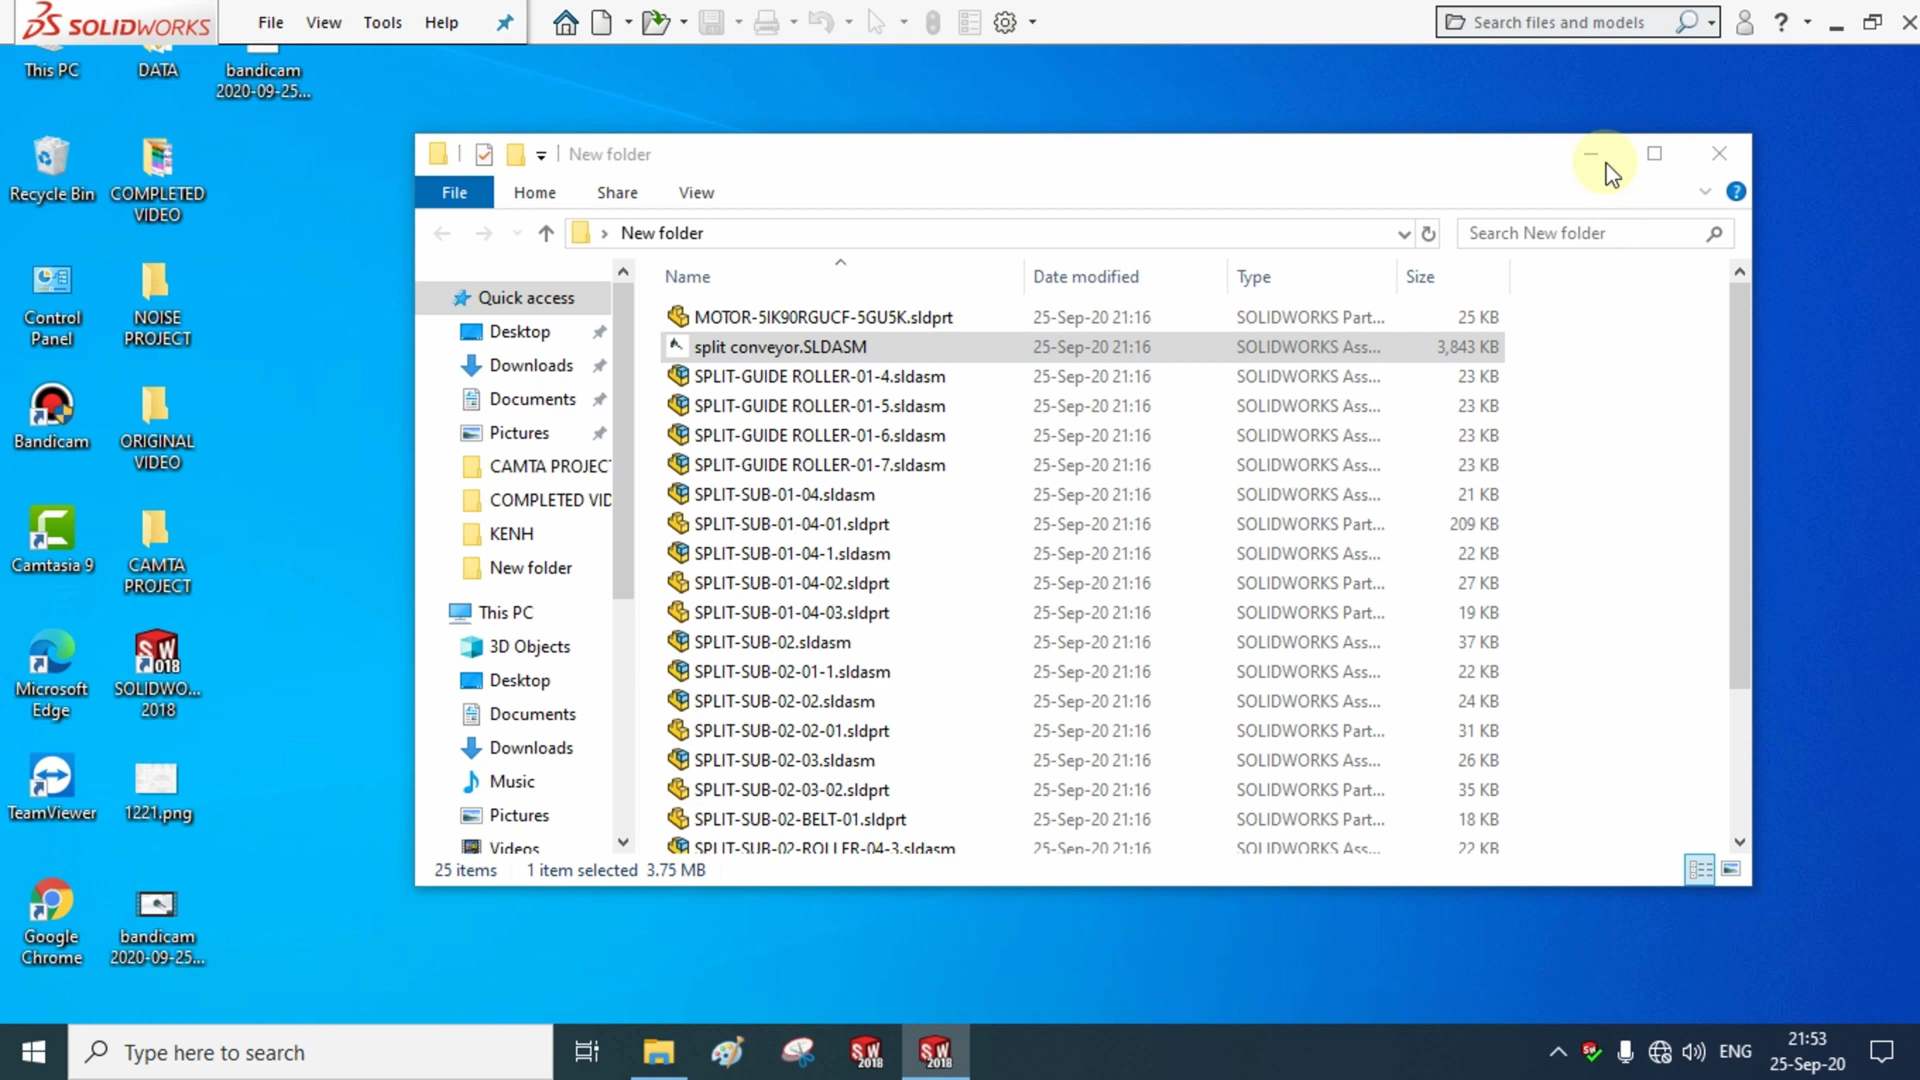 SOLIDWORKS File View Tools Help
Search files and models
This PC
DATA
bandicam
2020-09-25...
Recycle Bin
COMPLETED
VIDEO
Control
Panel
NOISE
PROJECT
Bandicam
ORIGINAL
VIDEO
Camtasia 9
CAMTA
PROJECT
Microsoft
Edge
SOLIDWO...
2018
TeamViewer
1221.png
Google
Chrome
bandicam
2020-09-25...
New folder
File Home Share View
New folder
Search New folder
Quick access
Desktop
Downloads
Documents
Pictures
CAMTA PROJECT
COMPLETED VID
KENH
New folder
This PC
3D Objects
Desktop
Documents
Downloads
Music
Pictures
Videos
Name Date modified Type Size
MOTOR-5IK90RGUCF-5GU5K.sldprt 25-Sep-20 21:16 SOLIDWORKS Part... 25 KB
split conveyor.SLDASM 25-Sep-20 21:16 SOLIDWORKS Ass... 3,843 KB
SPLIT-GUIDE ROLLER-01-4.sldasm 25-Sep-20 21:16 SOLIDWORKS Ass... 23 KB
SPLIT-GUIDE ROLLER-01-5.sldasm 25-Sep-20 21:16 SOLIDWORKS Ass... 23 KB
SPLIT-GUIDE ROLLER-01-6.sldasm 25-Sep-20 21:16 SOLIDWORKS Ass... 23 KB
SPLIT-GUIDE ROLLER-01-7.sldasm 25-Sep-20 21:16 SOLIDWORKS Ass... 23 KB
SPLIT-SUB-01-04.sldasm 25-Sep-20 21:16 SOLIDWORKS Ass... 21 KB
SPLIT-SUB-01-04-01.sldprt 25-Sep-20 21:16 SOLIDWORKS Part... 209 KB
SPLIT-SUB-01-04-1.sldasm 25-Sep-20 21:16 SOLIDWORKS Ass... 22 KB
SPLIT-SUB-01-04-02.sldprt 25-Sep-20 21:16 SOLIDWORKS Part... 27 KB
SPLIT-SUB-01-04-03.sldprt 25-Sep-20 21:16 SOLIDWORKS Part... 19 KB
SPLIT-SUB-02.sldasm 25-Sep-20 21:16 SOLIDWORKS Ass... 37 KB
SPLIT-SUB-02-01-1.sldasm 25-Sep-20 21:16 SOLIDWORKS Ass... 22 KB
SPLIT-SUB-02-02.sldasm 25-Sep-20 21:16 SOLIDWORKS Ass... 24 KB
SPLIT-SUB-02-02-01.sldprt 25-Sep-20 21:16 SOLIDWORKS Part... 31 KB
SPLIT-SUB-02-03.sldasm 25-Sep-20 21:16 SOLIDWORKS Ass... 26 KB
SPLIT-SUB-02-03-02.sldprt 25-Sep-20 21:16 SOLIDWORKS Part... 35 KB
SPLIT-SUB-02-BELT-01.sldprt 25-Sep-20 21:16 SOLIDWORKS Part... 18 KB
SPLIT-SUB-02-ROLLER-04-3.sldasm 25-Sep-20 21:16 SOLIDWORKS Ass... 22 KB
25 items 1 item selected 3.75 MB
Type here to search
ENG
21:53
25-Sep-20